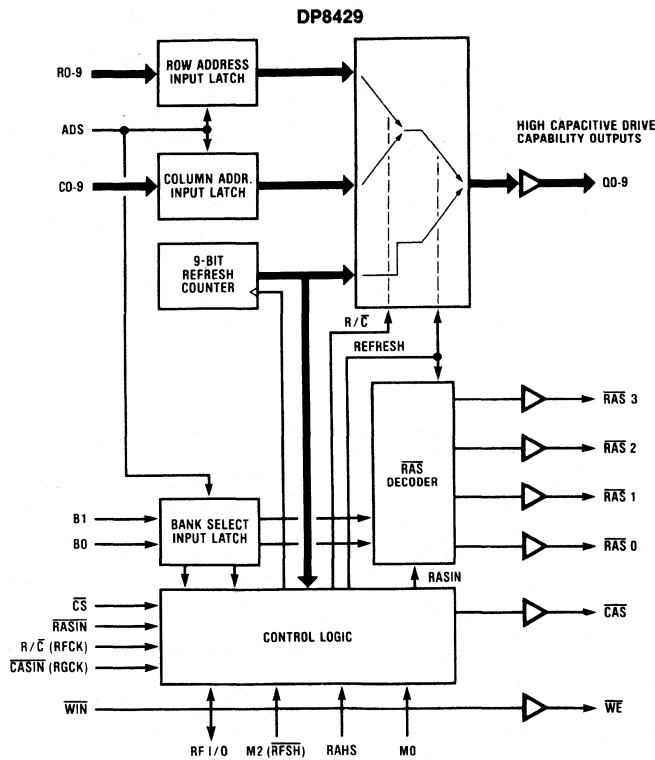 DP8429
R0-9
ROW ADDRESS
INPUT LATCH
ADS
HIGH CAPACITIVE DRIVE
CAPABILITY OUTPUTS
C0-9
COLUMN ADDR.
INPUT LATCH
Q0-9
9-BIT
REFRESH
COUNTER
R/C̅
REFRESH
R̅A̅S̅ 3
R̅A̅S̅ 2
R̅A̅S̅
DECODER
R̅A̅S̅ 1
B1
BANK SELECT
INPUT LATCH
B0
R̅A̅S̅ 0
RASIN
C̅S̅
R̅A̅S̅I̅N̅
R/C̅ (RFCK)
C̅A̅S̅I̅N̅ (RGCK)
CONTROL LOGIC
C̅A̅S̅
W̅I̅N̅
W̅E̅
RF I/O
M2 (R̅F̅S̅H̅)
RAHS
M0